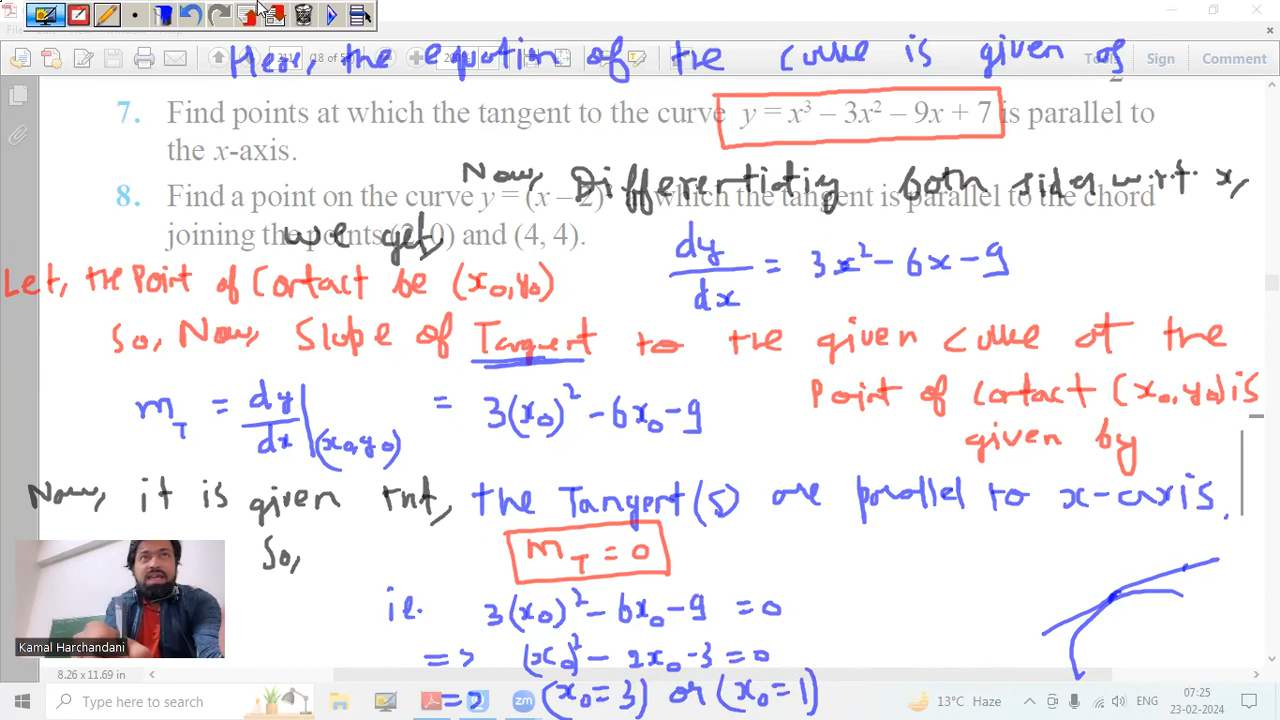 Here, the equation of the curve is given as
Sign
Comment
7. Find points at which the tangent to the curve y = x³ – 3x² – 9x + 7 is parallel to
the x-axis.
Now, Differentiating both sides w.r.t. x,
8. Find a point on the curve y = (x – 2) which the tangent is parallel to the chord
joining the points (2, 0) and (4, 4).
we get,
dy/dx = 3x² - 6x - 9
Let, the Point of Contact be (x₀,y₀)
So, Now, Slope of Tangent to the given curve at the
Point of contact (x₀,y₀) is
given by
m_T = dy/dx|(x₀,y₀) = 3(x₀)² - 6x₀ - 9
Now, it is given tht, the Tangent(s) are parallel to x-axis.
So,
m_T = 0
i.e. 3(x₀)² - 6x₀ - 9 = 0
=> (x₀)² - 2x₀ - 3 = 0
=> (x₀ = 3) or (x₀ = 1)
Kamal Harchandani
8.26 x 11.69 in
Type here to search
13°C Haze
ENG
07:25
23-02-2024